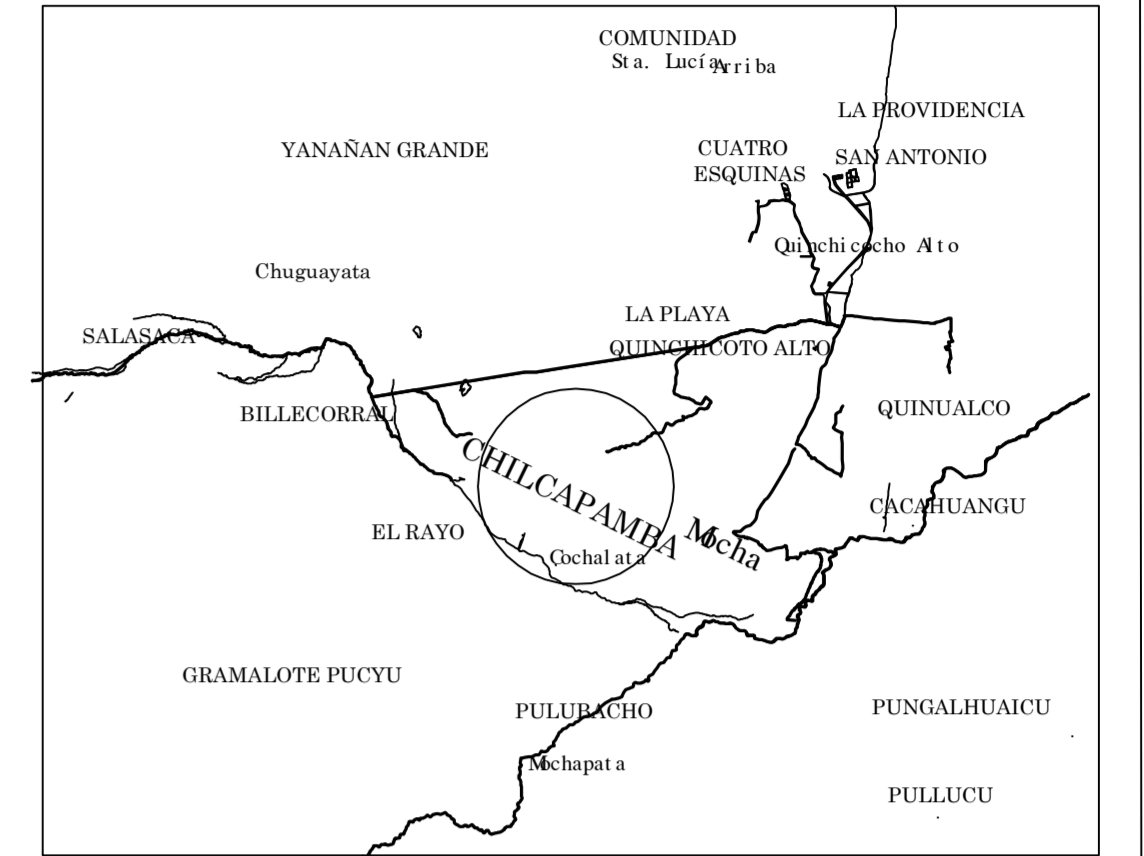 COMUNIDAD
Sta. Lucía Arriba
LA PROVIDENCIA
YANAÑAN GRANDE
CUATRO
ESQUINAS
SAN ANTONIO
Quinchicocho Alto
Chuguayata
LA PLAYA
SALASACA
QUINCHICOTO ALTO
BILLECORRAL
QUINUALCO
CHILCAPAMBA
CACAHUANGU
EL RAYO
Mocha
Cochalata
GRAMALOTE PUCYU
PULUBACHO
PUNGALHUAICU
Mochapata
PULLUCU